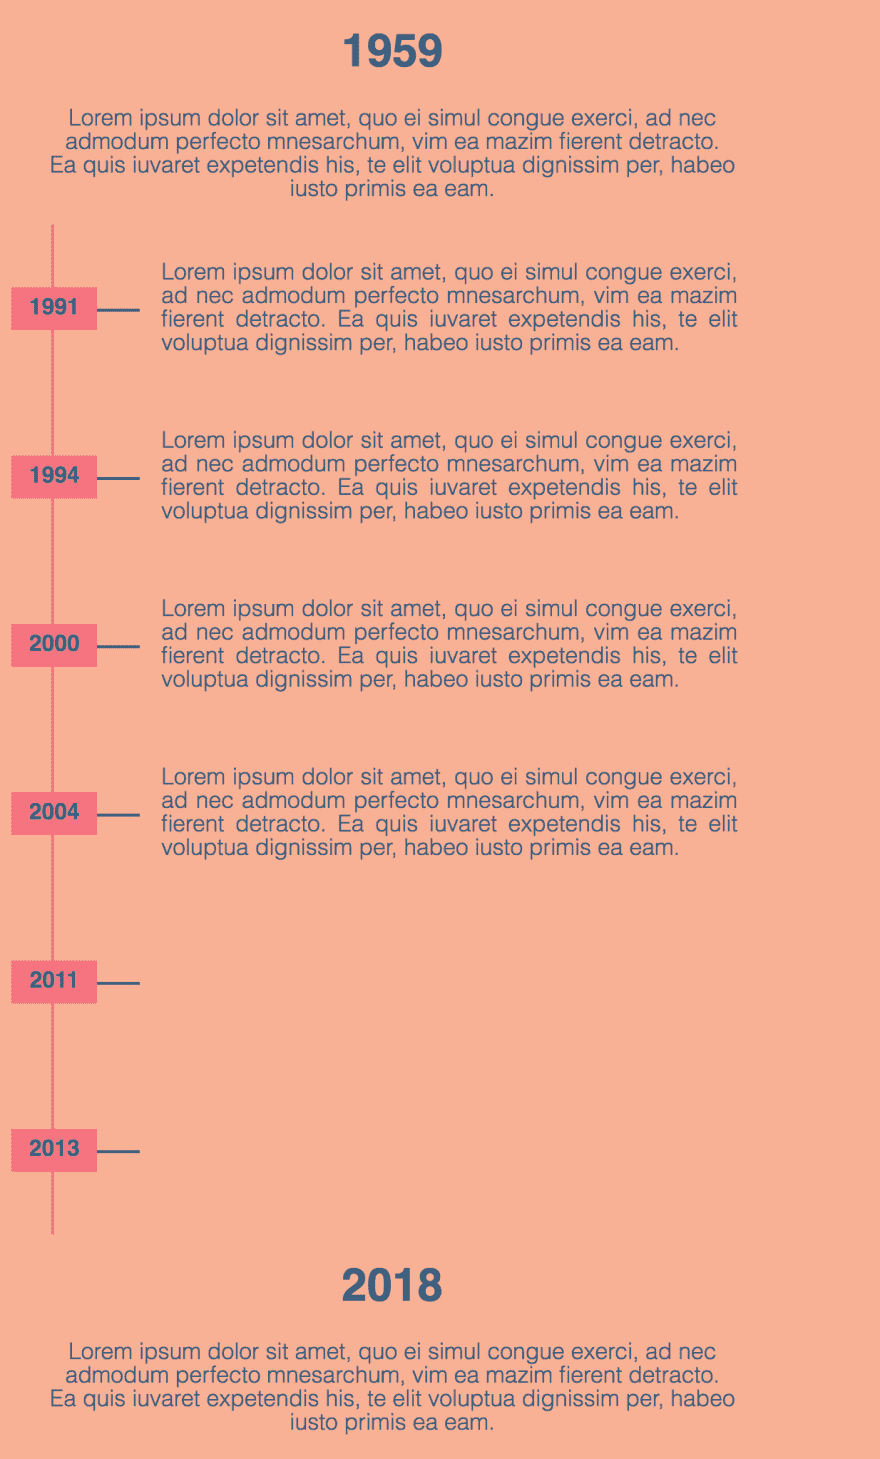 1959
Lorem ipsum dolor sit amet, quo ei simul congue exerci, ad nec
admodum perfecto mnesarchum, vim ea mazim fierent detracto.
Ea quis iuvaret expetendis his, te elit voluptua dignissim per, habeo
iusto primis ea eam.
1991
Lorem ipsum dolor sit amet, quo ei simul congue exerci,
ad nec admodum perfecto mnesarchum, vim ea mazim
fierent detracto. Ea quis iuvaret expetendis his, te elit
voluptua dignissim per, habeo iusto primis ea eam.
1994
Lorem ipsum dolor sit amet, quo ei simul congue exerci,
ad nec admodum perfecto mnesarchum, vim ea mazim
fierent detracto. Ea quis iuvaret expetendis his, te elit
voluptua dignissim per, habeo iusto primis ea eam.
2000
Lorem ipsum dolor sit amet, quo ei simul congue exerci,
ad nec admodum perfecto mnesarchum, vim ea mazim
fierent detracto. Ea quis iuvaret expetendis his, te elit
voluptua dignissim per, habeo iusto primis ea eam.
2004
Lorem ipsum dolor sit amet, quo ei simul congue exerci,
ad nec admodum perfecto mnesarchum, vim ea mazim
fierent detracto. Ea quis iuvaret expetendis his, te elit
voluptua dignissim per, habeo iusto primis ea eam.
2011
2013
2018
Lorem ipsum dolor sit amet, quo ei simul congue exerci, ad nec
admodum perfecto mnesarchum, vim ea mazim fierent detracto.
Ea quis iuvaret expetendis his, te elit voluptua dignissim per, habeo
iusto primis ea eam.